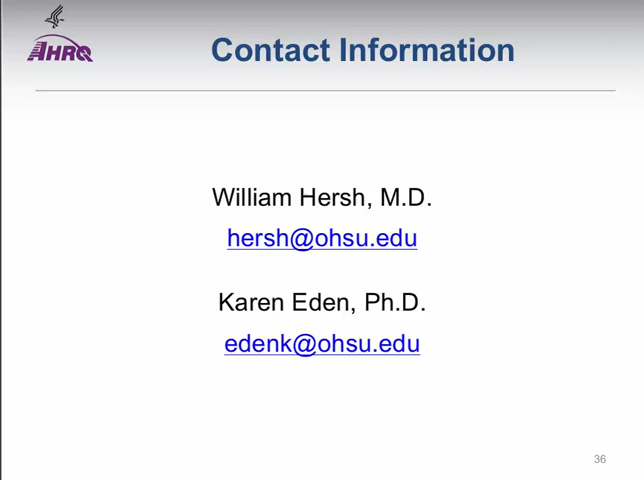 AHRQ
Contact Information
William Hersh, M.D.
hersh@ohsu.edu
Karen Eden, Ph.D.
edenk@ohsu.edu
36